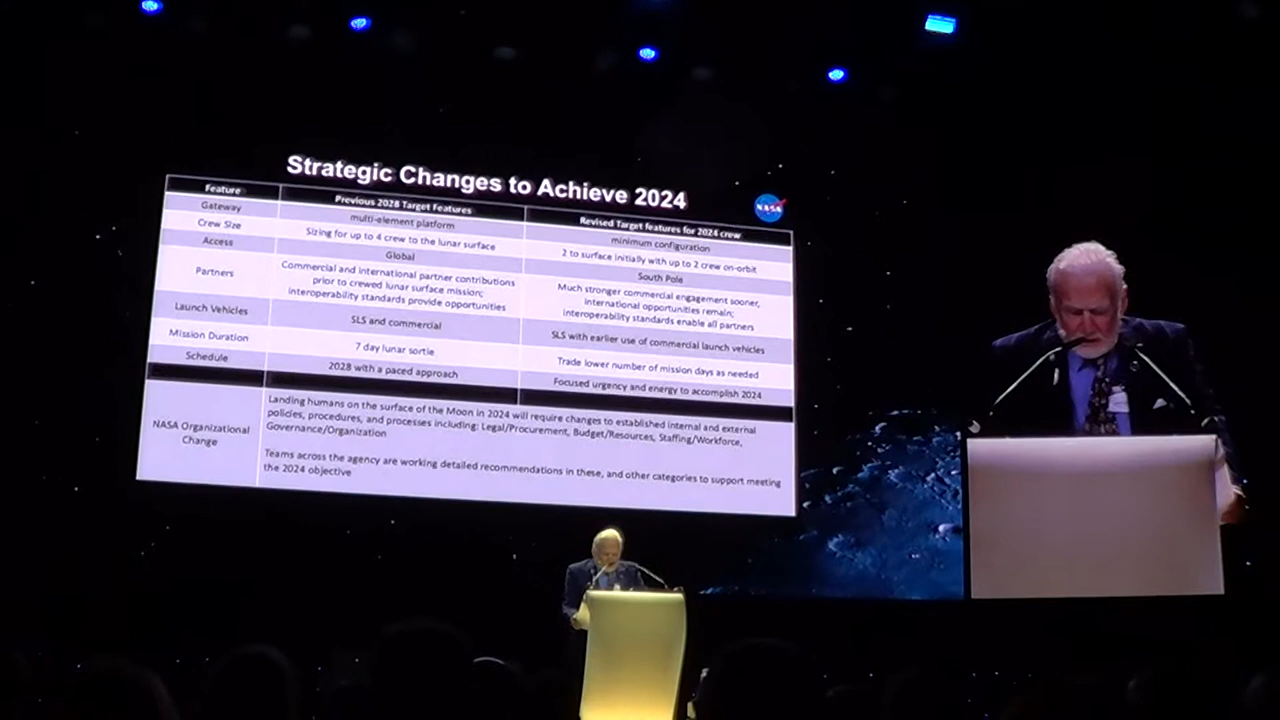 Strategic Changes to Achieve 2024
NASA
Feature
Previous 2028 Target Features
Revised Target features for 2024 crew
Gateway
multi-element platform
minimum configuration
Crew Size
Sizing for up to 4 crew to the lunar surface
2 to surface initially with up to 2 crew on-orbit
Access
Global
South Pole
Partners
Commercial and international partner contributions
prior to crewed lunar surface mission;
interoperability standards provide opportunities
Much stronger commercial engagement sooner,
international opportunities remain;
interoperability standards enable all partners
Launch Vehicles
SLS and commercial
SLS with earlier use of commercial launch vehicles
Mission Duration
7 day lunar sortie
Trade lower number of mission days as needed
Schedule
2028 with a paced approach
Focused urgency and energy to accomplish 2024
NASA Organizational
Change
Landing humans on the surface of the Moon in 2024 will require changes to established internal and external
policies, procedures, and processes including: Legal/Procurement, Budget/Resources, Staffing/Workforce,
Governance/Organization
Teams across the agency are working detailed recommendations in these, and other categories to support meeting
the 2024 objective